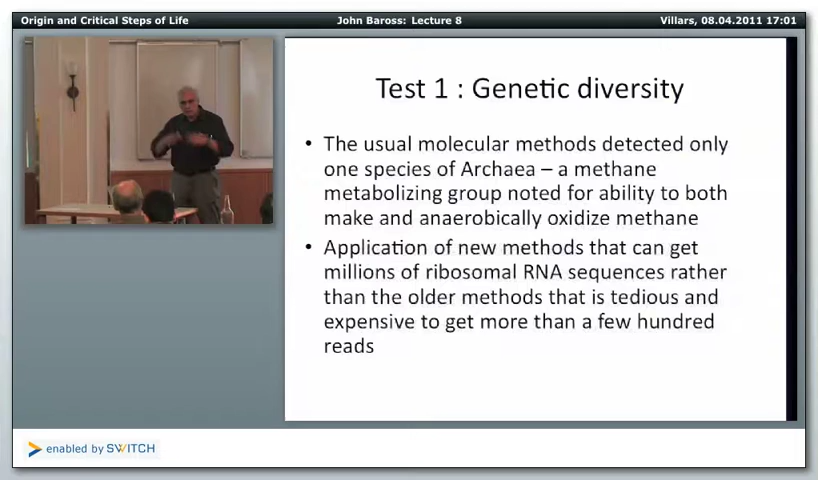 Origin and Critical Steps of Life
John Baross: Lecture 8
Villars, 08.04.2011 17:01
Test 1 : Genetic diversity
• The usual molecular methods detected only
one species of Archaea – a methane
metabolizing group noted for ability to both
make and anaerobically oxidize methane
• Application of new methods that can get
millions of ribosomal RNA sequences rather
than the older methods that is tedious and
expensive to get more than a few hundred
reads
enabled by SWITCH